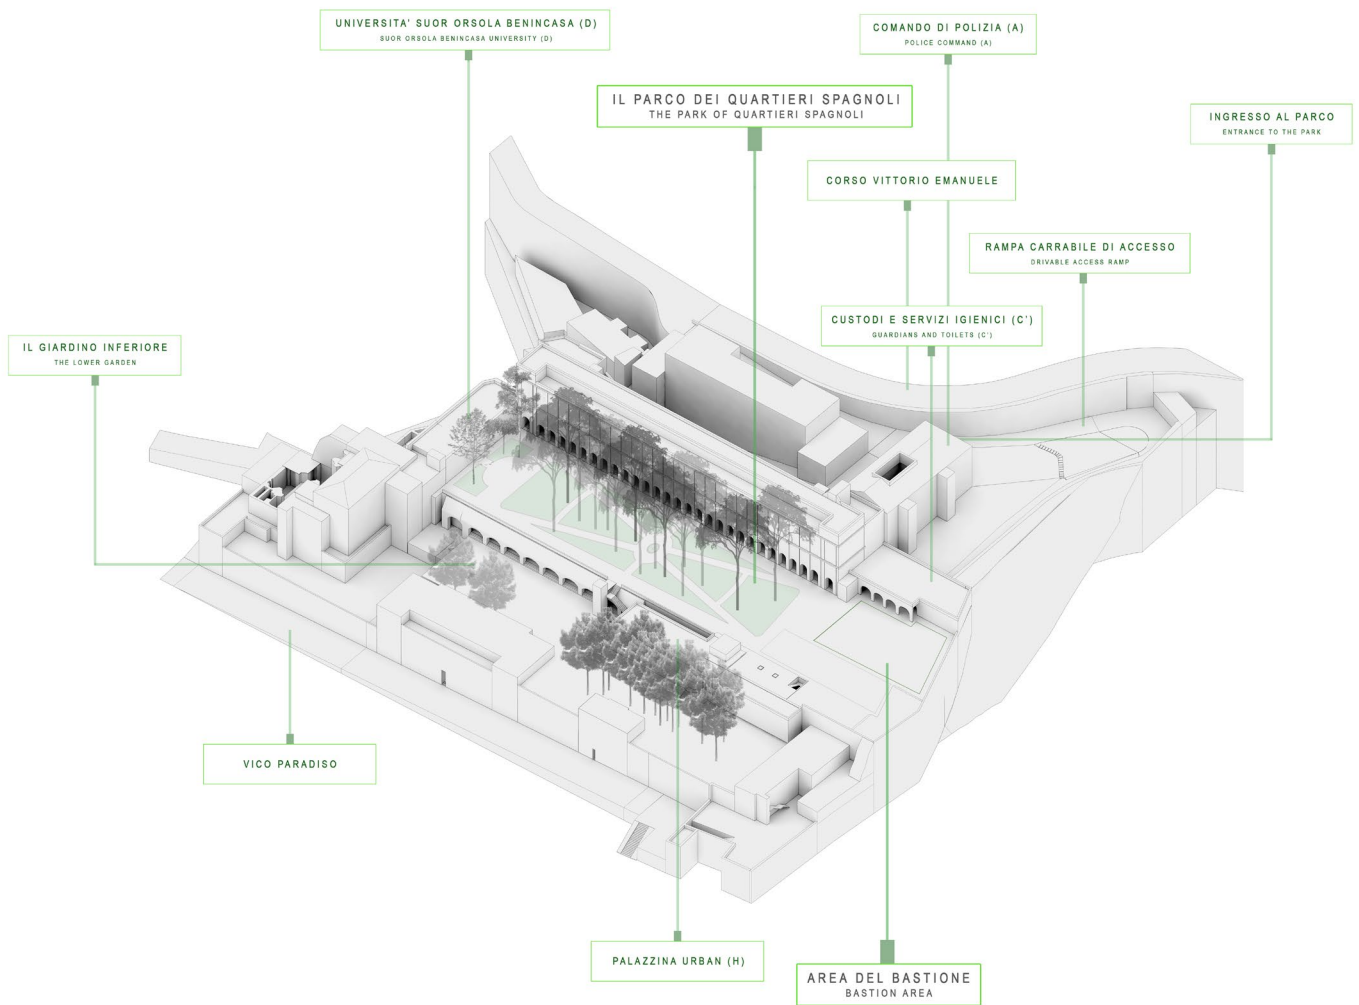 UNIVERSITA' SUOR ORSOLA BENINCASA (D)
SUOR ORSOLA BENINCASA UNIVERSITY (D)
COMANDO DI POLIZIA (A)
POLICE COMMAND (A)
IL PARCO DEI QUARTIERI SPAGNOLI
THE PARK OF QUARTIERI SPAGNOLI
INGRESSO AL PARCO
ENTRANCE TO THE PARK
CORSO VITTORIO EMANUELE
RAMPA CARRABILE DI ACCESSO
DRIVABLE ACCESS RAMP
CUSTODI E SERVIZI IGIENICI (C')
GUARDIANS AND TOILETS (C')
IL GIARDINO INFERIORE
THE LOWER GARDEN
VICO PARADISO
PALAZZINA URBAN (H)
AREA DEL BASTIONE
BASTION AREA